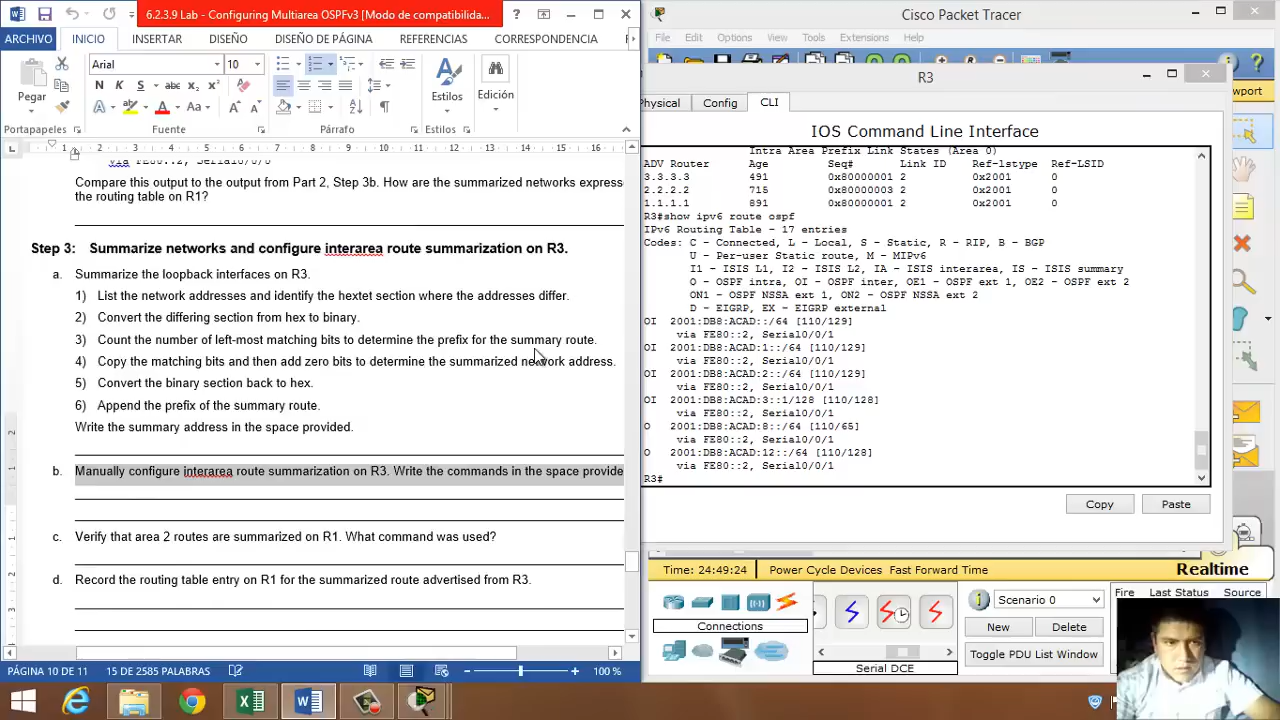 6.2.3.9 Lab - Configuring Multiarea OSPFv3 [Modo de compatibilida...
ARCHIVO INICIO INSERTAR DISEÑO DISEÑO DE PÁGINA REFERENCIAS CORRESPONDENCIA
Arial 10
Pegar
N K S abc x₂ x²
Estilos Edición
Portapapeles Fuente Párrafo Estilos
via FE80::2, Serial0/0/0
Compare this output to the output from Part 2, Step 3b. How are the summarized networks express
the routing table on R1?
Step 3: Summarize networks and configure interarea route summarization on R3.
a. Summarize the loopback interfaces on R3.
1) List the network addresses and identify the hextet section where the addresses differ.
2) Convert the differing section from hex to binary.
3) Count the number of left-most matching bits to determine the prefix for the summary route.
4) Copy the matching bits and then add zero bits to determine the summarized network address.
5) Convert the binary section back to hex.
6) Append the prefix of the summary route.
Write the summary address in the space provided.
b. Manually configure interarea route summarization on R3. Write the commands in the space provide
c. Verify that area 2 routes are summarized on R1. What command was used?
d. Record the routing table entry on R1 for the summarized route advertised from R3.
PÁGINA 10 DE 11 15 DE 2585 PALABRAS 100 %
Cisco Packet Tracer
File Edit Options View Tools Extensions Help
R3
Physical Config CLI
IOS Command Line Interface
Intra Area Prefix Link States (Area 0)
ADV Router Age Seq# Link ID Ref-lstype Ref-LSID
3.3.3.3 491 0x80000001 2 0x2001 0
2.2.2.2 715 0x80000003 2 0x2001 0
1.1.1.1 891 0x80000001 2 0x2001 0
R3#show ipv6 route ospf
IPv6 Routing Table - 17 entries
Codes: C - Connected, L - Local, S - Static, R - RIP, B - BGP
U - Per-user Static route, M - MIPv6
I1 - ISIS L1, I2 - ISIS L2, IA - ISIS interarea, IS - ISIS summary
O - OSPF intra, OI - OSPF inter, OE1 - OSPF ext 1, OE2 - OSPF ext 2
ON1 - OSPF NSSA ext 1, ON2 - OSPF NSSA ext 2
D - EIGRP, EX - EIGRP external
OI 2001:DB8:ACAD::/64 [110/129]
via FE80::2, Serial0/0/1
OI 2001:DB8:ACAD:1::/64 [110/129]
via FE80::2, Serial0/0/1
OI 2001:DB8:ACAD:2::/64 [110/129]
via FE80::2, Serial0/0/1
OI 2001:DB8:ACAD:3::1/128 [110/128]
via FE80::2, Serial0/0/1
O 2001:DB8:ACAD:8::/64 [110/65]
via FE80::2, Serial0/0/1
O 2001:DB8:ACAD:12::/64 [110/128]
via FE80::2, Serial0/0/1
R3#
Copy Paste
wport
Time: 24:49:24 Power Cycle Devices Fast Forward Time Realtime
Connections
Serial DCE
Scenario 0
New Delete
Toggle PDU List Window
Fire Last Status Source